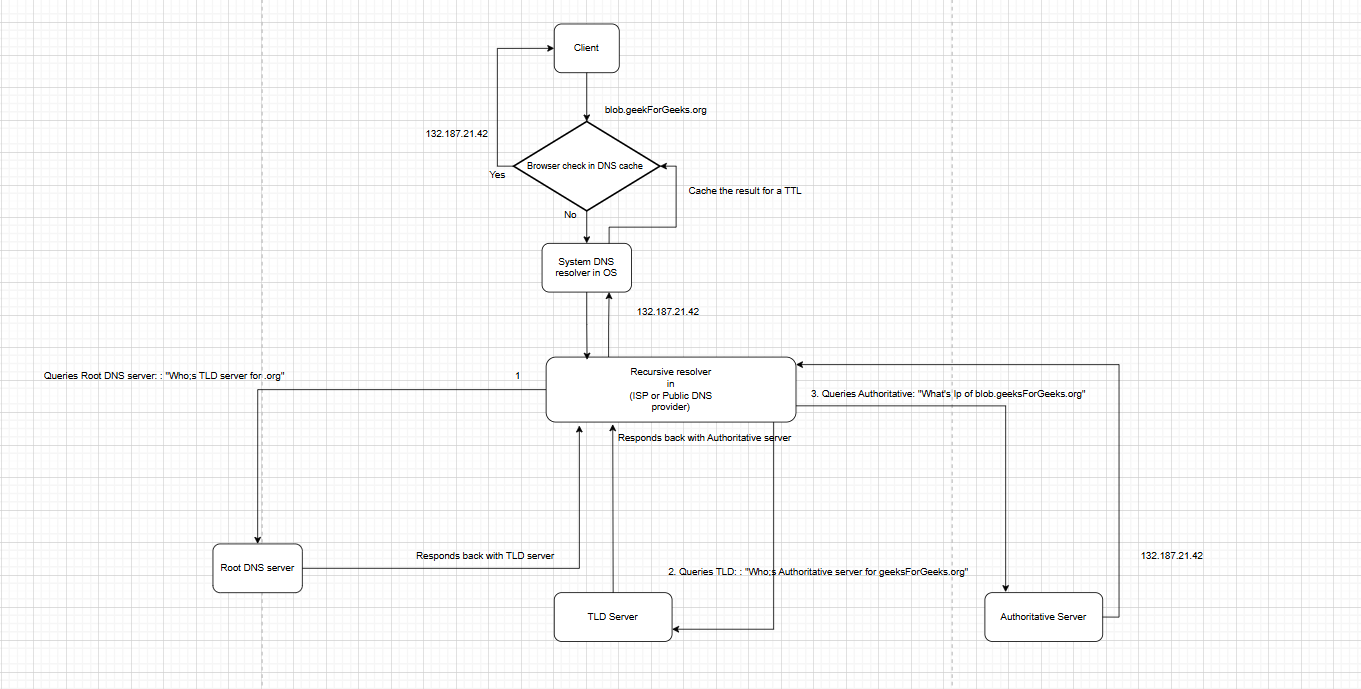 Client
blob.geekForGeeks.org
132.187.21.42
Browser check in DNS cache
Yes
Cache the result for a TTL
No
System DNS
resolver in OS
132.187.21.42
Recursive resolver
in
(ISP or Public DNS
provider)
Queries Root DNS server: : "Who;s TLD server for .org"
1
3. Queries Authoritative: "What's Ip of blob.geeksForGeeks.org"
Responds back with Authoritative server
Responds back with TLD server
132.187.21.42
Root DNS server
2. Queries TLD: : "Who;s Authoritative server for geeksForGeeks.org"
TLD Server
Authoritative Server